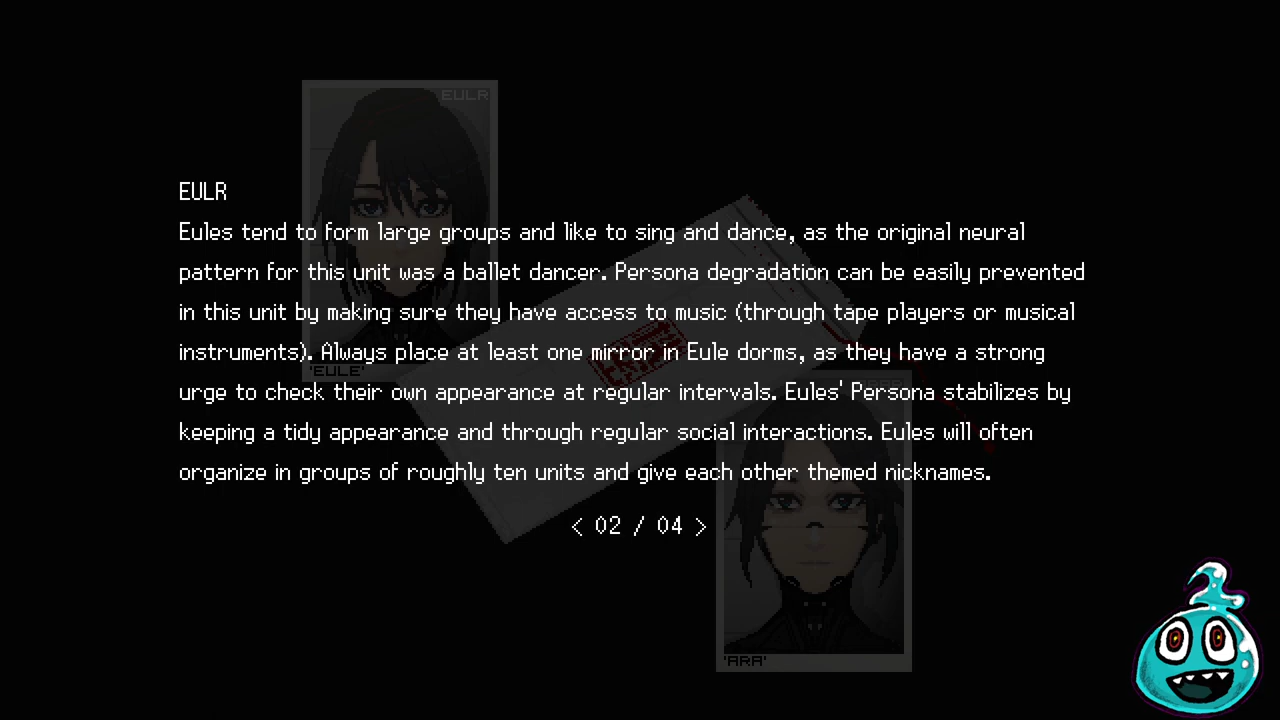 EULR
EULR
Eules tend to form large groups and like to sing and dance, as the original neural
pattern for this unit was a ballet dancer. Persona degradation can be easily prevented
in this unit by making sure they have access to music (through tape players or musical
instruments). Always place at least one mirror in Eule dorms, as they have a strong
'EULE'
urge to check their own appearance at regular intervals. Eules' Persona stabilizes by
keeping a tidy appearance and through regular social interactions. Eules will often
organize in groups of roughly ten units and give each other themed nicknames.
< 02 / 04 >
'ARA'